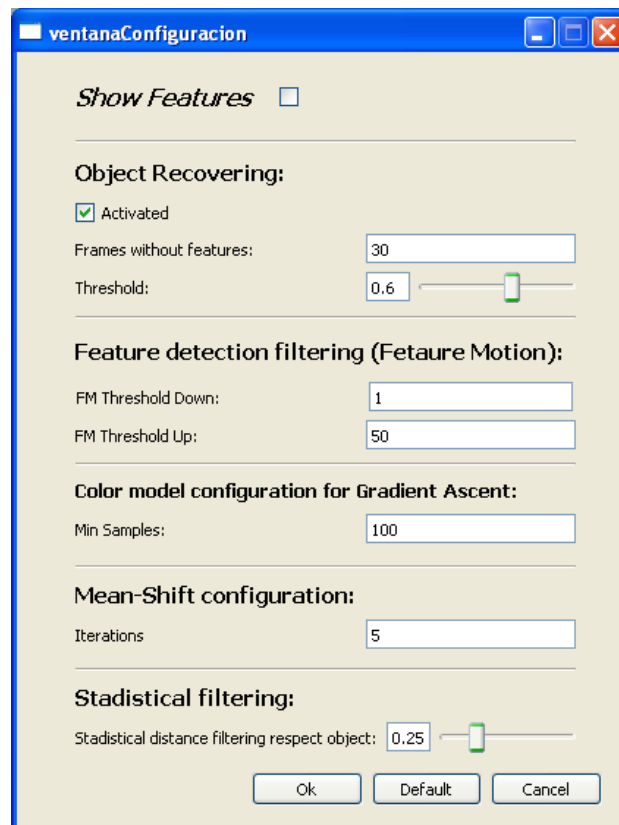 ventanaConfiguracion
Show Features
Object Recovering:
Activated
Frames without features: 30
Threshold: 0.6
Feature detection filtering (Fetaure Motion):
FM Threshold Down: 1
FM Threshold Up: 50
Color model configuration for Gradient Ascent:
Min Samples: 100
Mean-Shift configuration:
Iterations 5
Stadistical filtering:
Stadistical distance filtering respect object: 0.25
Ok Default Cancel